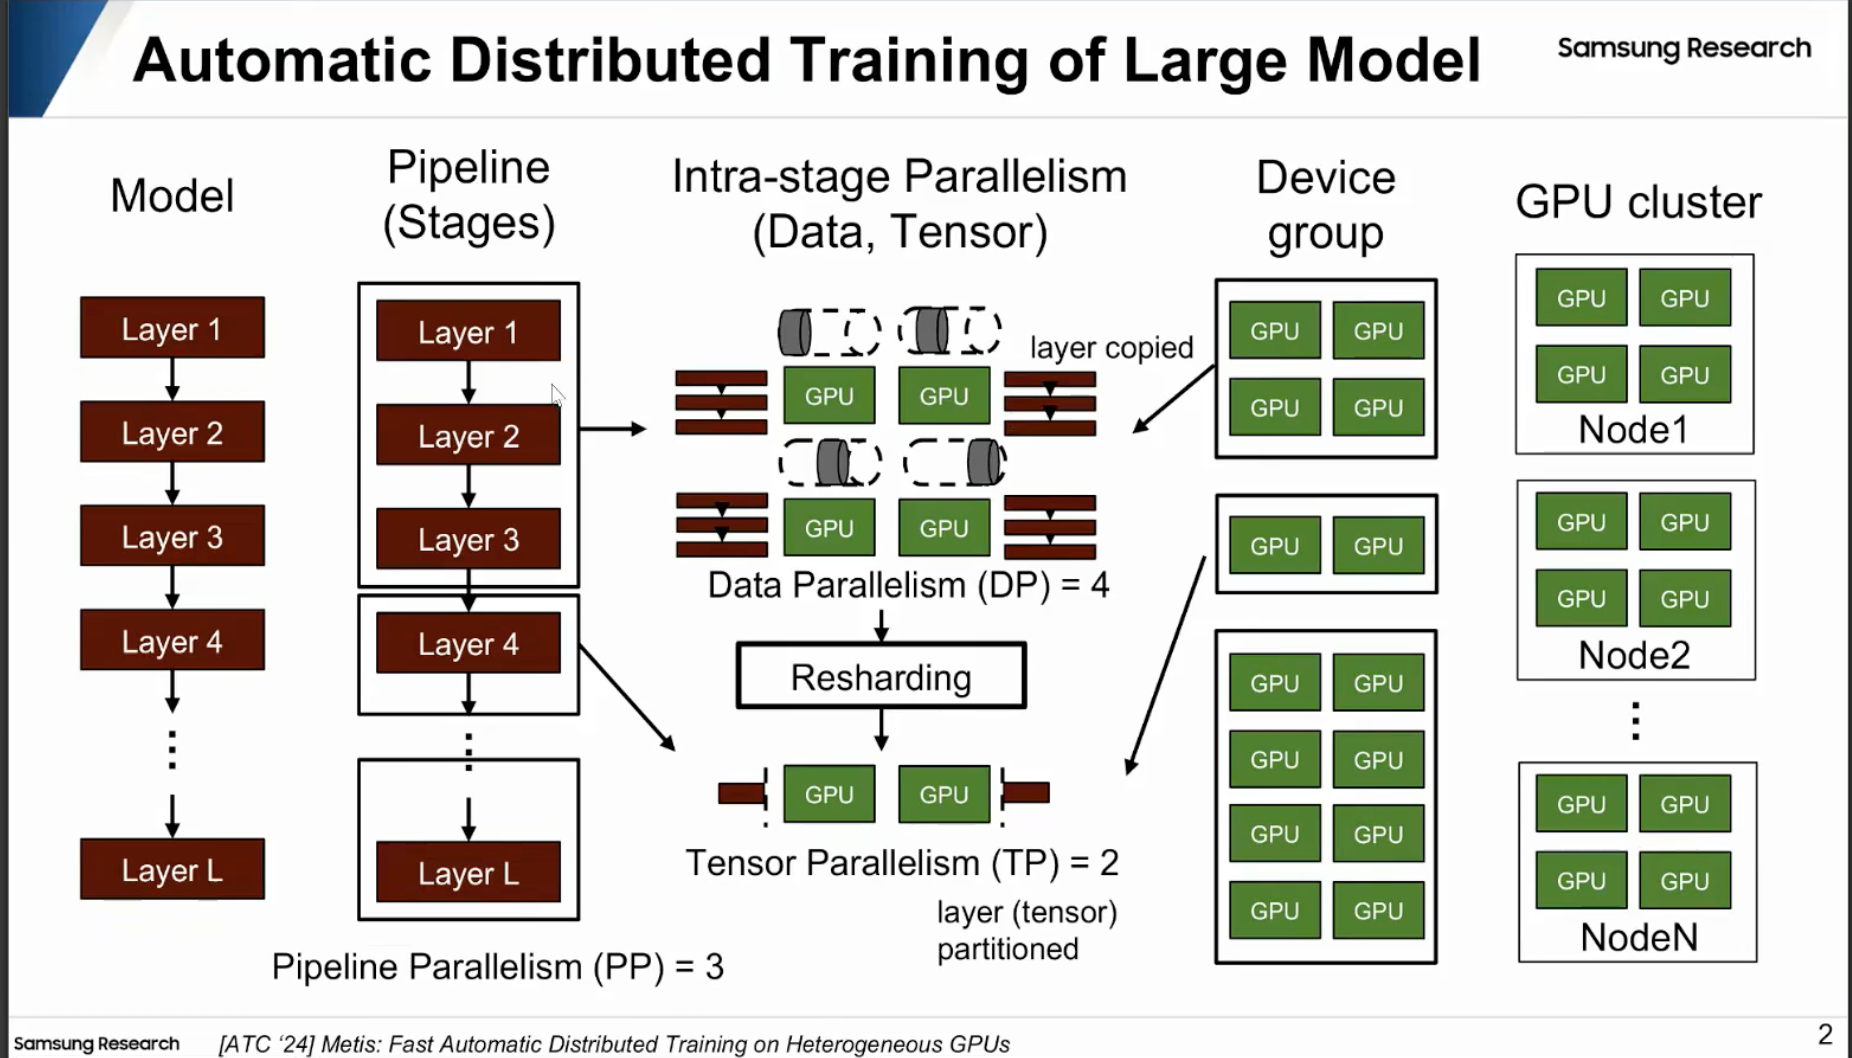 Automatic Distributed Training of Large Model
Samsung Research
Model
Layer 1
Layer 2
Layer 3
Layer 4
Layer L
Pipeline
(Stages)
Layer 1
Layer 2
Layer 3
Layer 4
Layer L
Pipeline Parallelism (PP) = 3
Intra-stage Parallelism
(Data, Tensor)
layer copied
GPU GPU
GPU GPU
Data Parallelism (DP) = 4
Resharding
GPU GPU
Tensor Parallelism (TP) = 2
layer (tensor)
partitioned
Device
group
GPU GPU
GPU GPU
GPU GPU
GPU GPU
GPU GPU
GPU GPU
GPU GPU
GPU cluster
GPU GPU
GPU GPU
Node1
GPU GPU
GPU GPU
Node2
GPU GPU
GPU GPU
NodeN
Samsung Research
[ATC ‘24] Metis: Fast Automatic Distributed Training on Heterogeneous GPUs
2